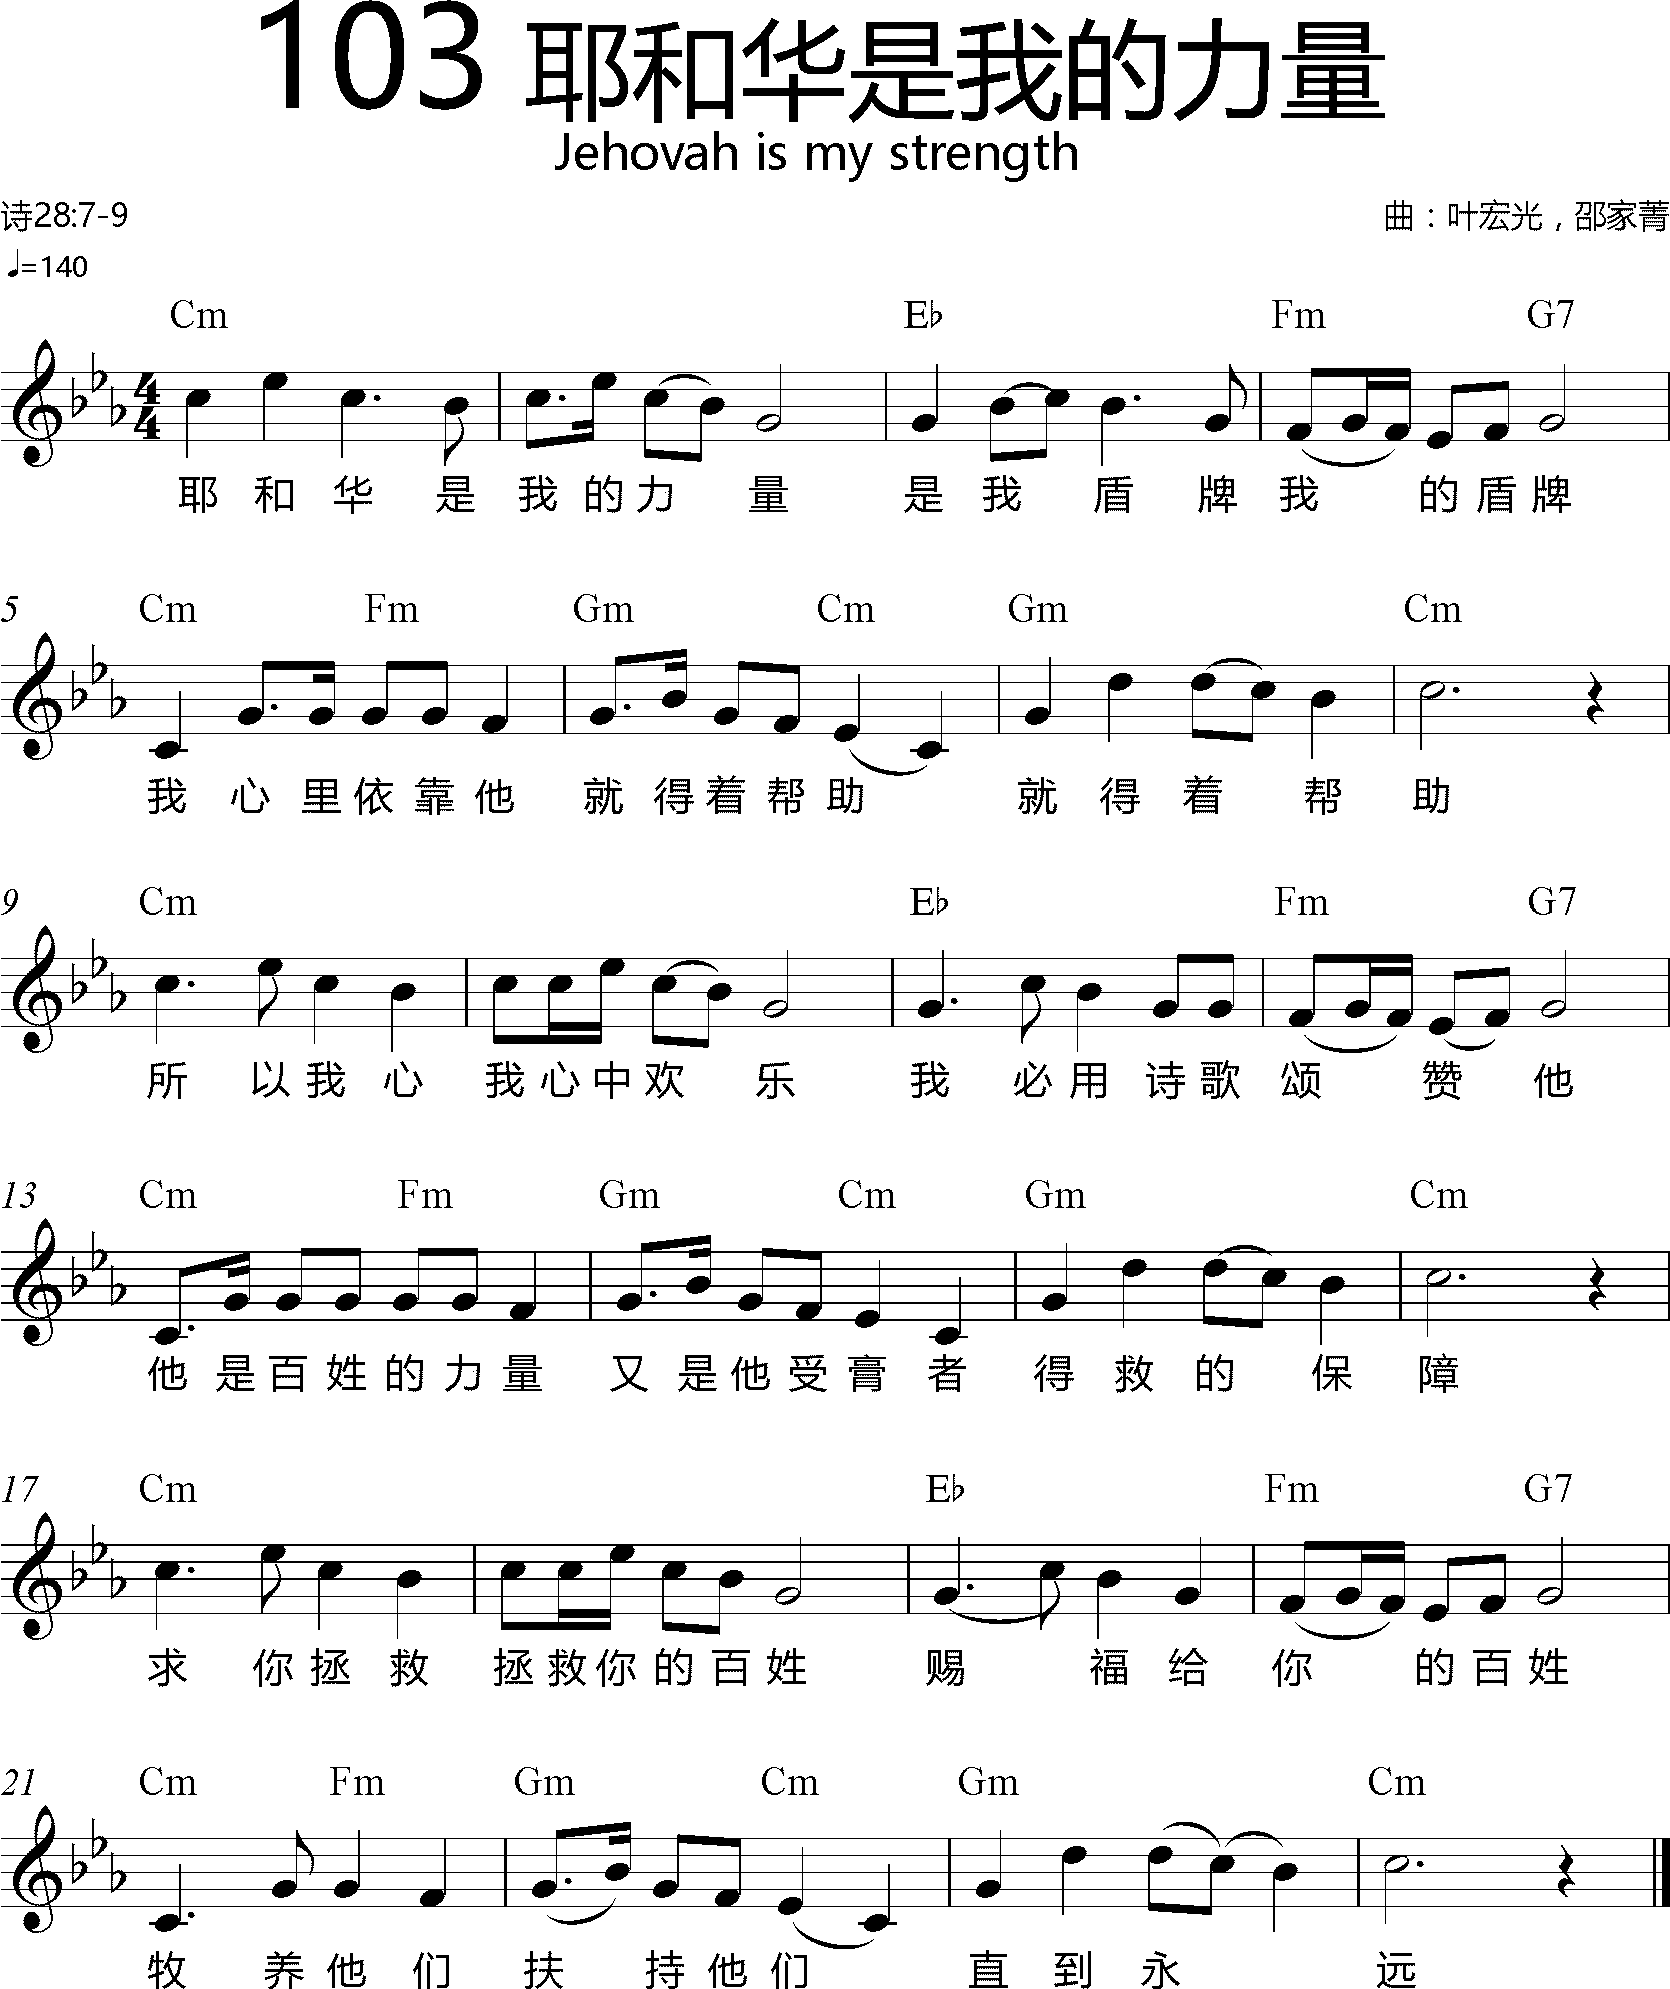 103 耶和华是我的力量
Jehovah is my strength
诗28:7-9
曲：叶宏光，邵家菁
♩=140
Cm E♭ Fm G7
4/4
耶 和 华 是 我 的 力 量 是 我 盾 牌 我 的 盾 牌
5 Cm Fm Gm Cm Gm Cm
我 心 里 依 靠 他 就 得 着 帮 助 就 得 着 帮 助
9 Cm E♭ Fm G7
所 以 我 心 我 心 中 欢 乐 我 必 用 诗 歌 颂 赞 他
13 Cm Fm Gm Cm Gm Cm
他 是 百 姓 的 力 量 又 是 他 受 膏 者 得 救 的 保 障
17 Cm E♭ Fm G7
求 你 拯 救 拯 救 你 的 百 姓 赐 福 给 你 的 百 姓
21 Cm Fm Gm Cm Gm Cm
牧 养 他 们 扶 持 他 们 直 到 永 远